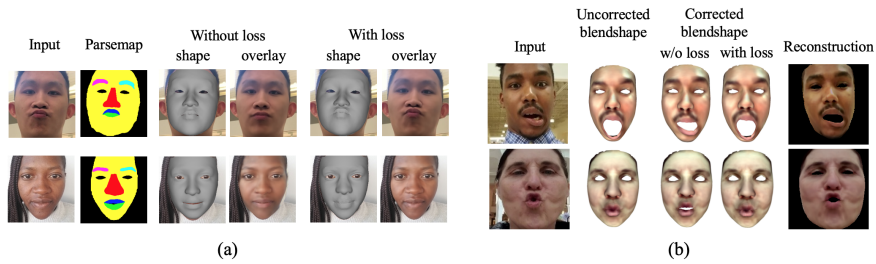 Input
Parsemap
Without loss
shape
overlay
With loss
shape
overlay
(a)
Input
Uncorrected
blendshape
Corrected
blendshape
w/o loss
with loss
Reconstruction
(b)